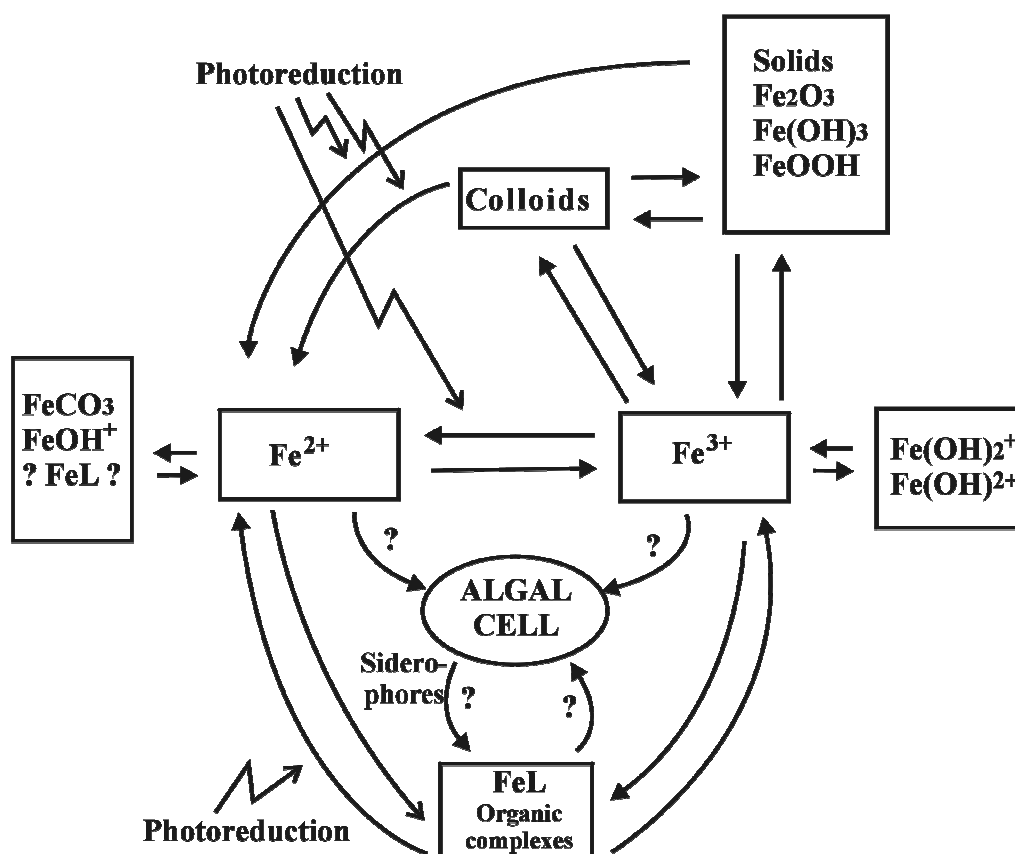 Photoreduction
Solids
Fe2O3
Fe(OH)3
FeOOH
Colloids
FeCO3
FeOH⁺
? FeL ?
Fe²⁺
Fe³⁺
Fe(OH)2⁺
Fe(OH)²⁺
?
?
ALGAL
CELL
Sidero-
phores
?
?
FeL
Organic
complexes
Photoreduction